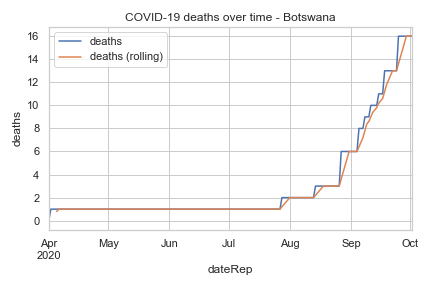 COVID-19 deaths over time - Botswana
deaths
deaths (rolling)
deaths
16
14
12
10
8
6
4
2
0
Apr May Jun Jul Aug Sep Oct
2020
dateRep